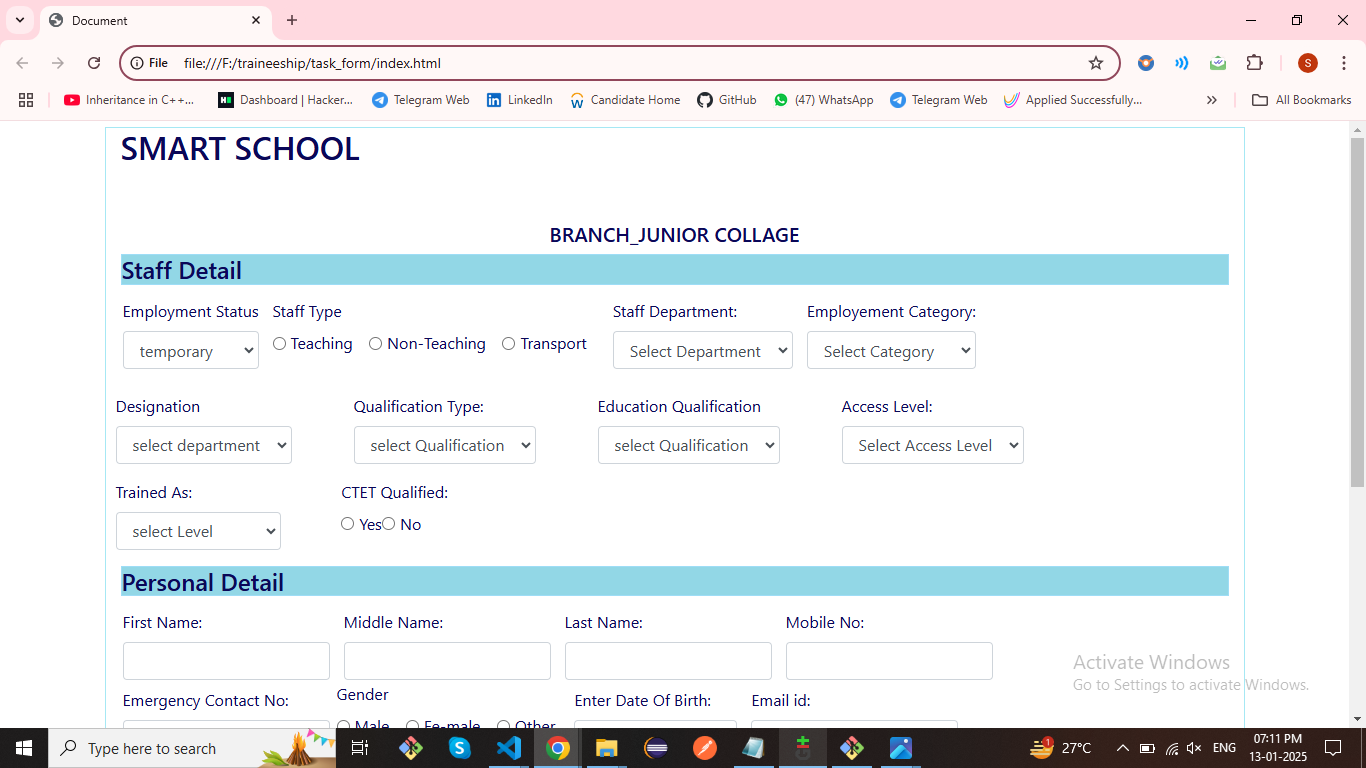 Document
File file:///F:/traineeship/task_form/index.html S
Inheritance in C++... Dashboard | Hacker... Telegram Web LinkedIn Candidate Home GitHub (47) WhatsApp Telegram Web Applied Successfully... » All Bookmarks
SMART SCHOOL
BRANCH_JUNIOR COLLAGE
Staff Detail
Employment Status Staff Type Staff Department: Employement Category:
temporary Teaching Non-Teaching Transport Select Department Select Category
Designation Qualification Type: Education Qualification Access Level:
select department select Qualification select Qualification Select Access Level
Trained As: CTET Qualified:
select Level Yes No
Personal Detail
First Name: Middle Name: Last Name: Mobile No:
Activate Windows
Go to Settings to activate Windows.
Emergency Contact No: Gender Enter Date Of Birth: Email id:
Male Fe-male Other
Type here to search 1 27°C ENG 07:11 PM
13-01-2025